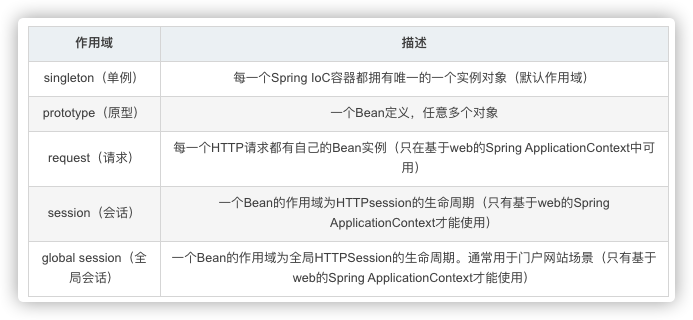 作用域 描述
singleton（单例） 每一个Spring IoC容器都拥有唯一的一个实例对象（默认作用域）
prototype（原型） 一个Bean定义，任意多个对象
request（请求） 每一个HTTP请求都有自己的Bean实例（只在基于web的Spring ApplicationContext中可
用）
session（会话） 一个Bean的作用域为HTTPsession的生命周期（只有基于web的Spring
ApplicationContext才能使用）
global session（全 一个Bean的作用域为全局HTTPSession的生命周期。通常用于门户网站场景（只有基于
局会话） web的Spring ApplicationContext才能使用）